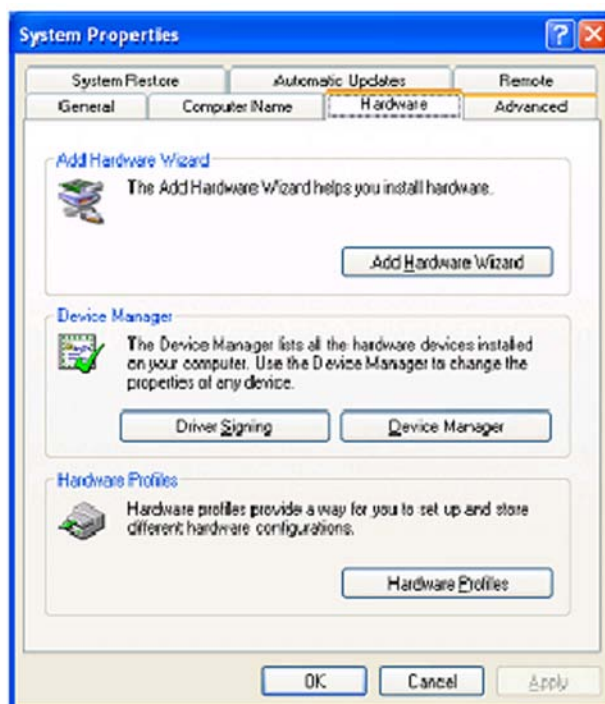 System Properties
System Restore Automatic Updates Remote
General Computer Name Hardware Advanced
Add Hardware Wizard
The Add Hardware Wizard helps you install hardware.
Add Hardware Wizard
Device Manager
The Device Manager lists all the hardware devices installed
on your computer. Use the Device Manager to change the
properties of any device.
Driver Signing Device Manager
Hardware Profiles
Hardware profiles provide a way for you to set up and store
different hardware configurations.
Hardware Profiles
OK Cancel Apply